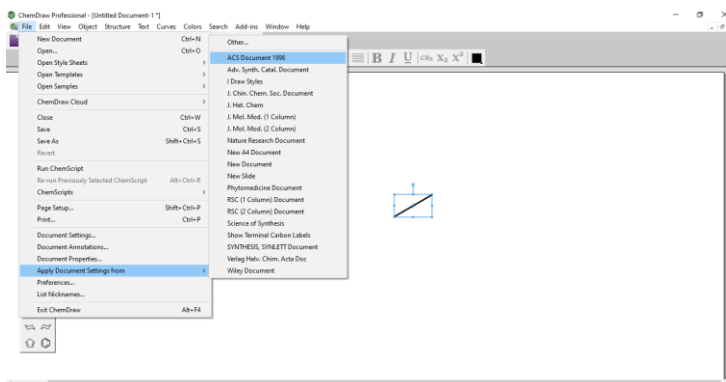 ChemDraw Professional - [Untitled Document-1 *]
File Edit View Object Structure Text Curves Colors Search Add-ins Window Help
New Document Ctrl+N
Open... Ctrl+O
Open Style Sheets
Open Templates
Open Samples
ChemDraw Cloud
Close Ctrl+W
Save Ctrl+S
Save As Shift+Ctrl+S
Revert
Run ChemScript
Re-run Previously Selected ChemScript Alt+Ctrl+R
ChemScripts
Page Setup... Shift+Ctrl+P
Print... Ctrl+P
Document Settings...
Document Annotations...
Document Properties...
Apply Document Settings from
Preferences...
List Nicknames...
Exit ChemDraw Alt+F4
Other...
ACS Document 1996
Adv. Synth. Catal. Document
I Draw Styles
J. Chin. Chem. Soc. Document
J. Het. Chem
J. Mol. Mod. (1 Column)
J. Mol. Mod. (2 Column)
Nature Research Document
New A4 Document
New Document
New Slide
Phytomedicine Document
RSC (1 Column) Document
RSC (2 Column) Document
Science of Synthesis
Show Terminal Carbon Labels
SYNTHESIS, SYNLETT Document
Verlag Helv. Chim. Acta Doc
Wiley Document
B I U CH₂ X₂ X²